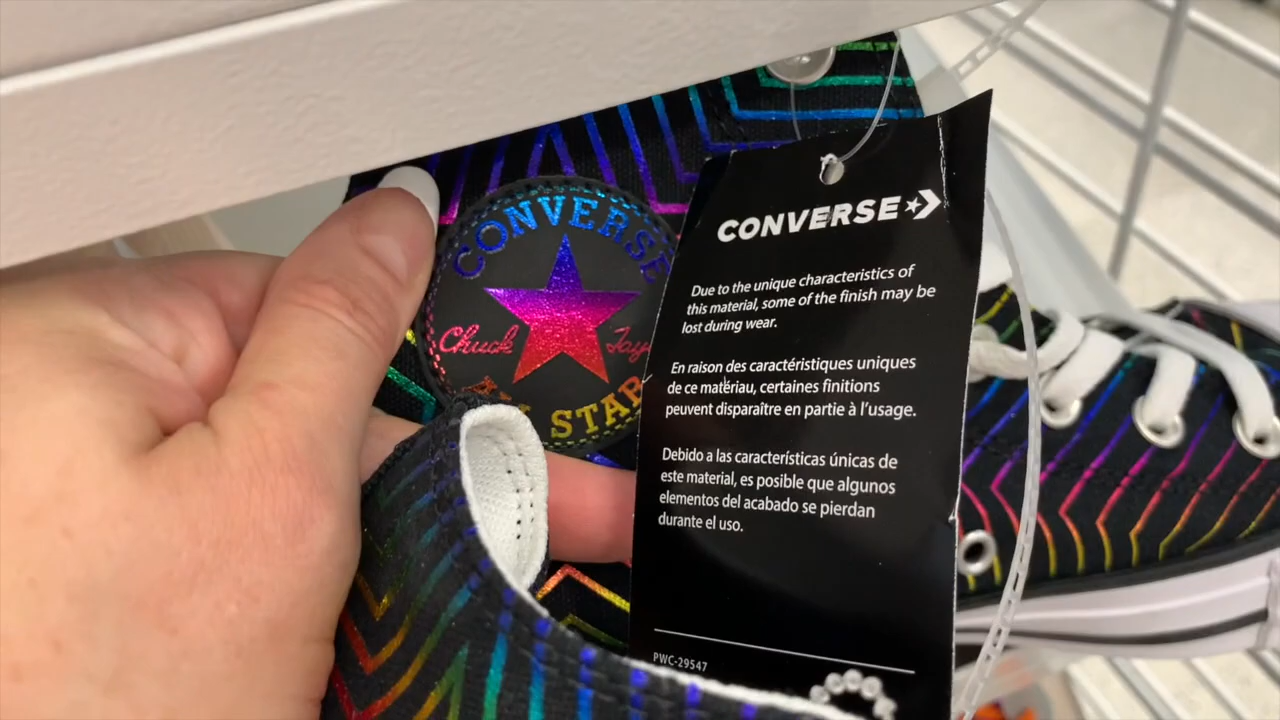 CONVERSE
Chuck
STAR
CONVERSE
Due to the unique characteristics of
this material, some of the finish may be
lost during wear.
En raison des caractéristiques uniques
de ce matériau, certaines finitions
peuvent disparaître en partie à l'usage.
Debido a las características únicas de
este material, es posible que algunos
elementos del acabado se pierdan
durante el uso.
PWC-29547